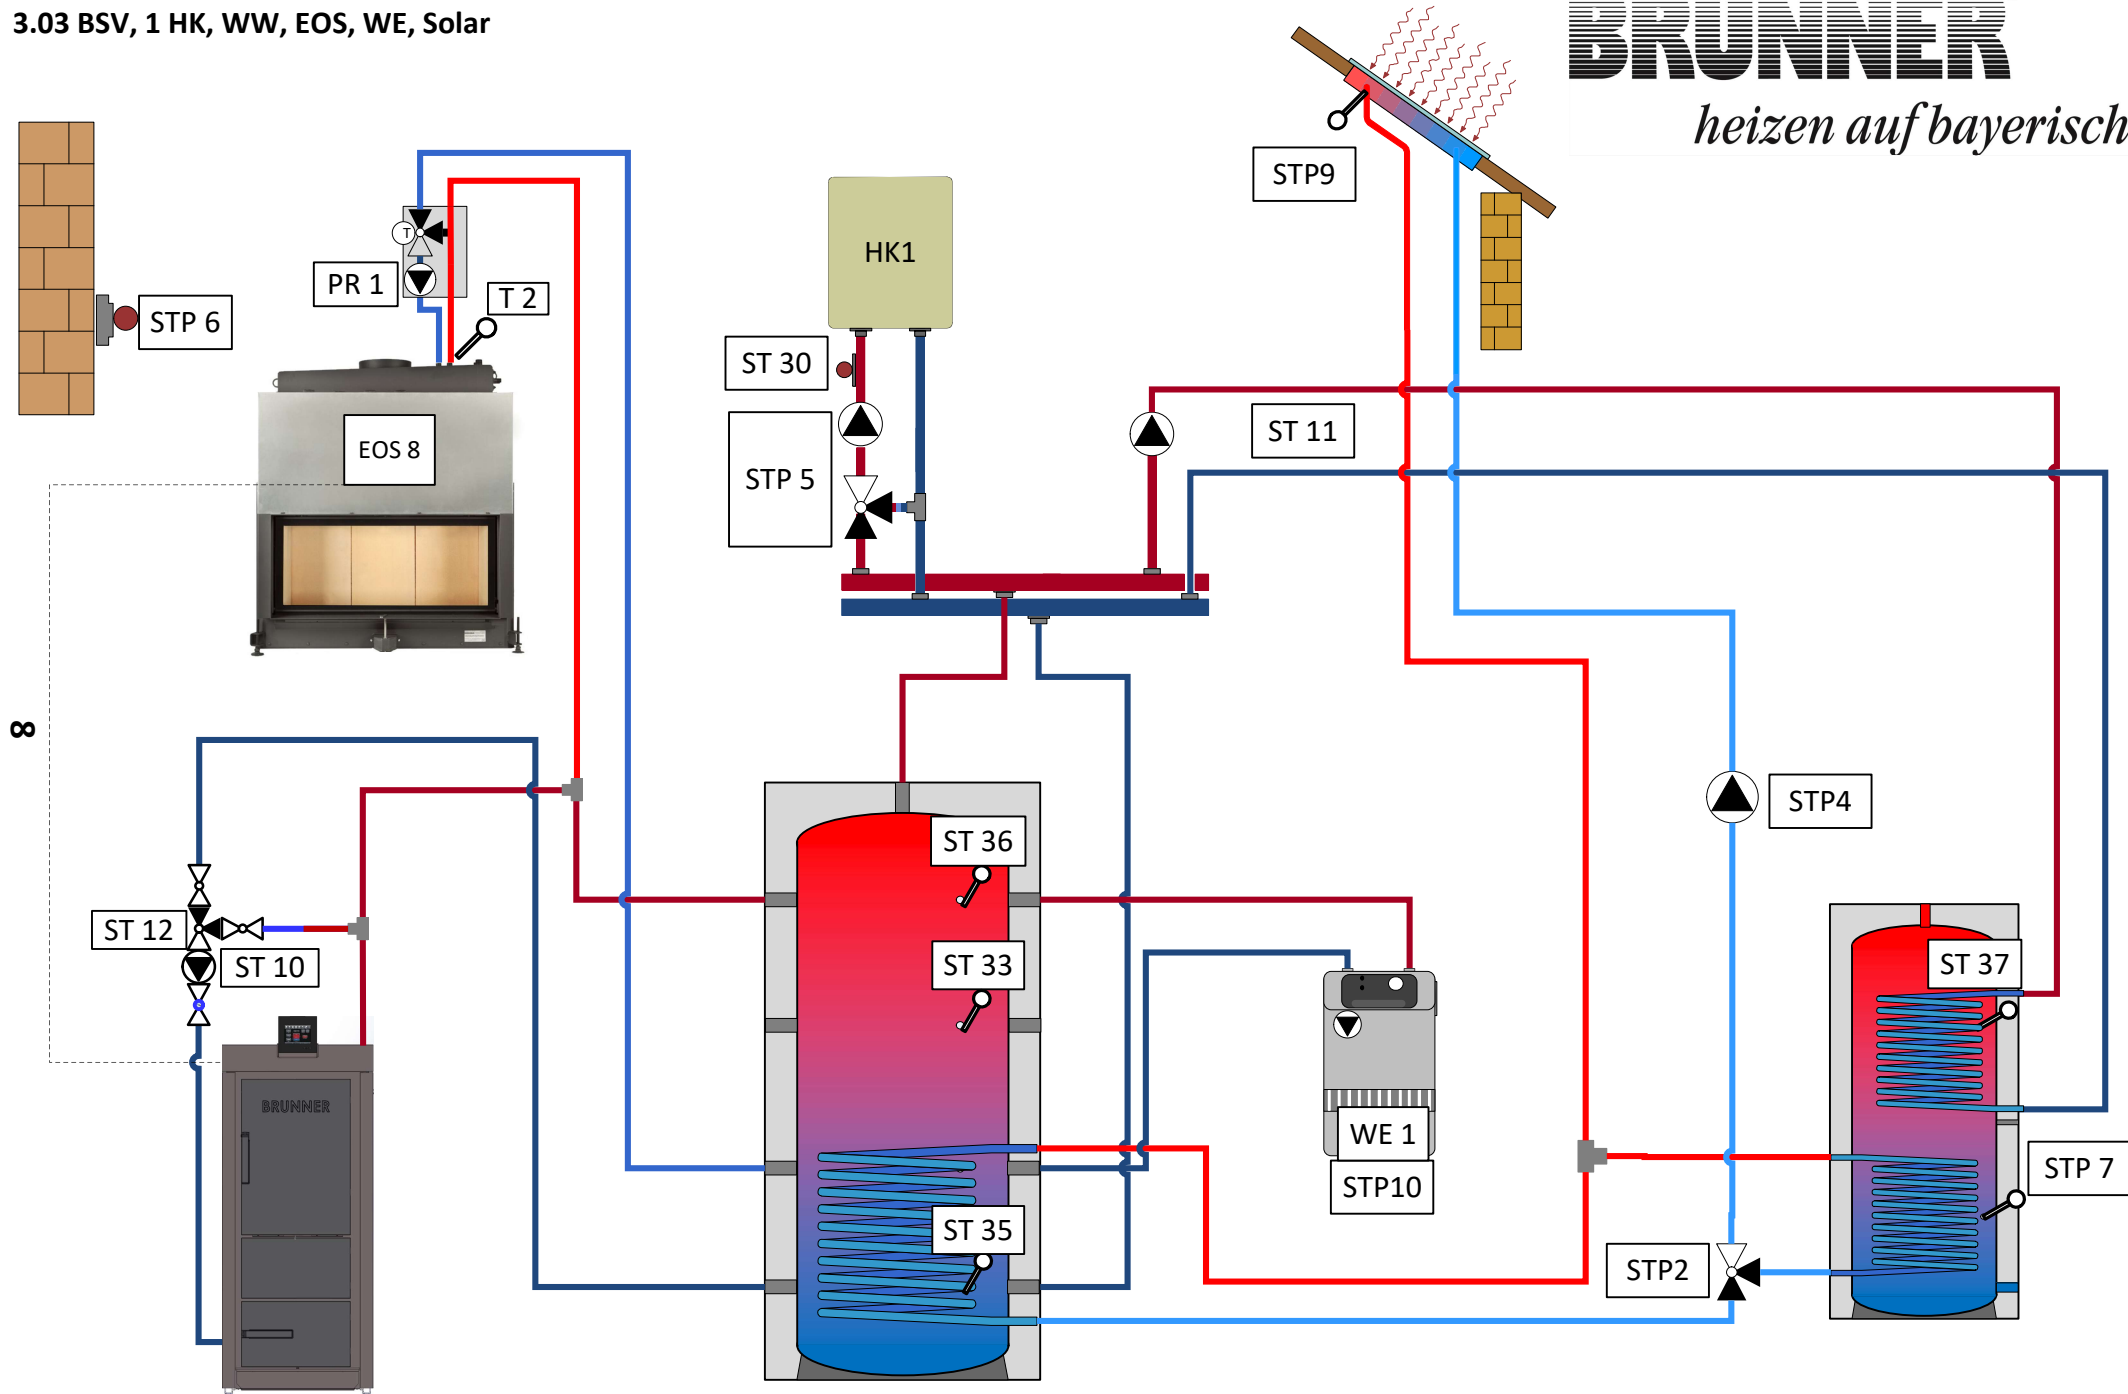 3.03 BSV, 1 HK, WW, EOS, WE, Solar
BRUNNER
heizen auf bayerisch
STP9
HK1
PR 1
T
T 2
STP 6
ST 30
EOS 8
ST 11
STP 5
8
STP4
ST 36
ST 12
ST 10
ST 33
ST 37
BRUNNER
WE 1
STP10
STP 7
ST 35
STP2